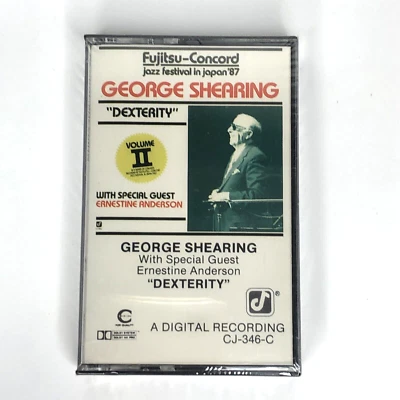 Fujitsu-Concord
jazz festival in japan '87
GEORGE SHEARING
"DEXTERITY"
VOLUME
II
WITH SPECIAL GUEST
ERNESTINE ANDERSON
GEORGE SHEARING
With Special Guest
Ernestine Anderson
"DEXTERITY"
A DIGITAL RECORDING
CJ-346-C